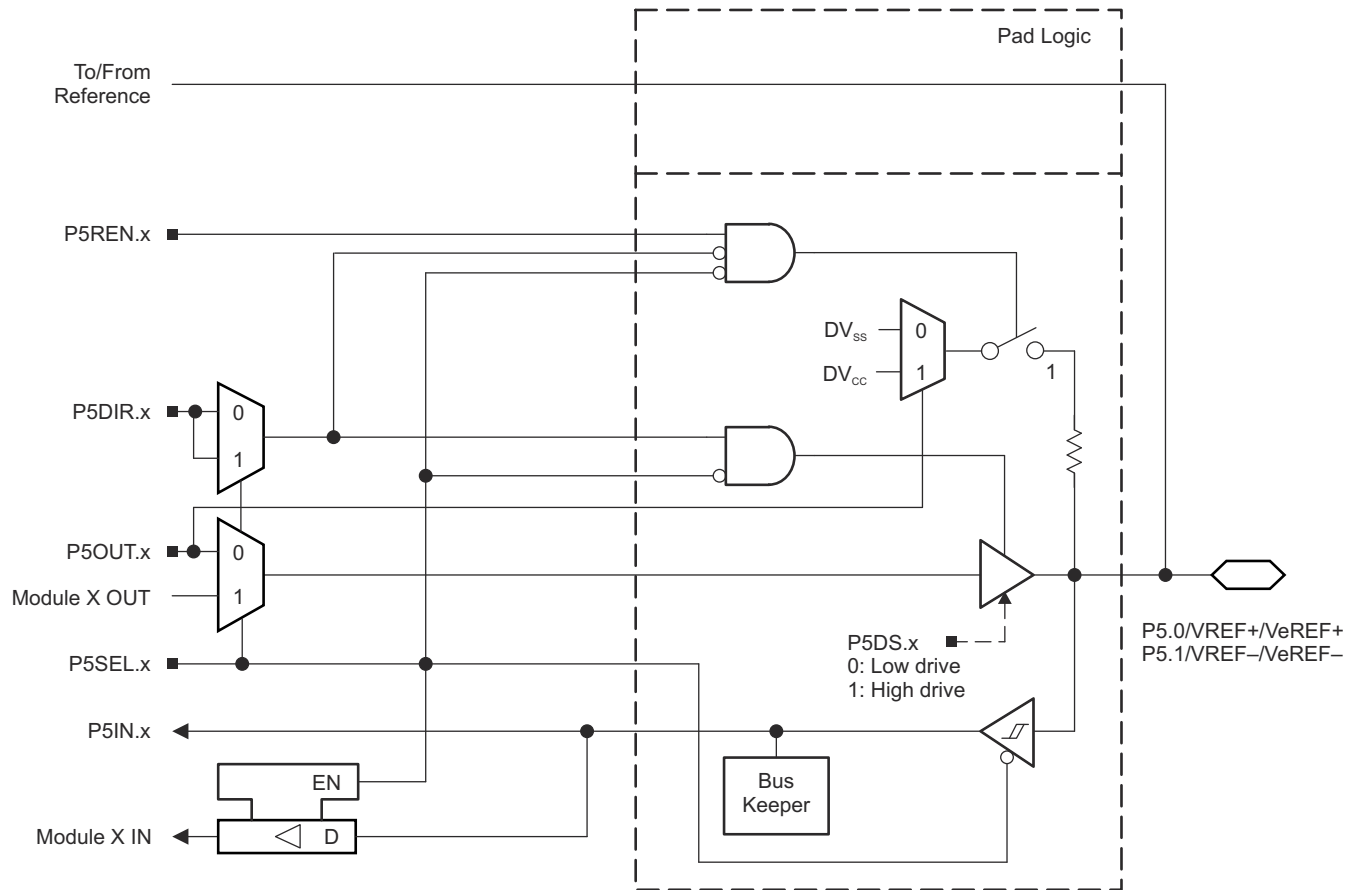 Pad Logic
To/From
Reference
P5REN.x
DVSS
0
DVCC
1
1
P5DIR.x
0
1
P5OUT.x
0
Module X OUT
1
P5SEL.x
P5DS.x
0: Low drive
1: High drive
P5.0/VREF+/VeREF+
P5.1/VREF–/VeREF–
P5IN.x
Bus
Keeper
EN
D
Module X IN